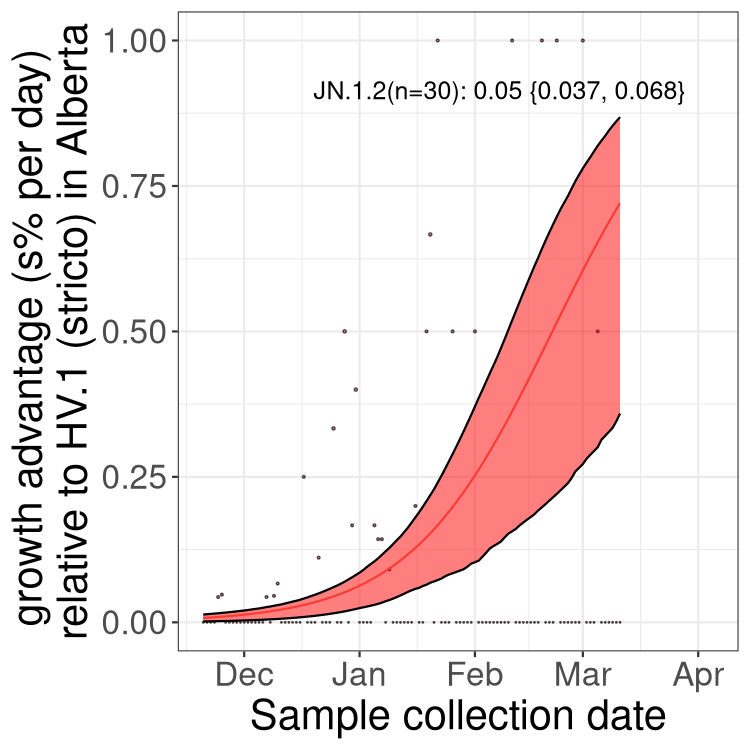 growth advantage (s% per day)
relative to HV.1 (stricto) in Alberta
1.00
0.75
0.50
0.25
0.00
JN.1.2(n=30): 0.05 {0.037, 0.068}
Dec Jan Feb Mar Apr
Sample collection date